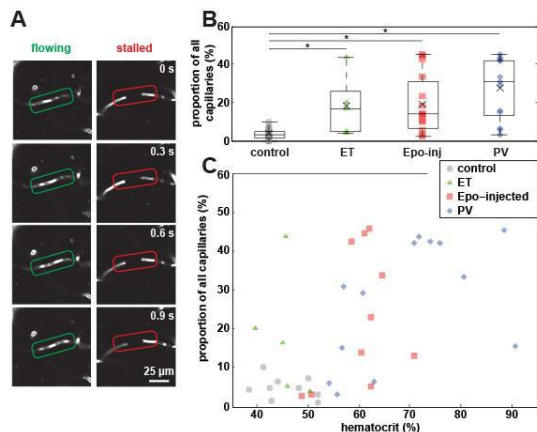 A
flowing
stalled
0 s
0.3 s
0.6 s
0.9 s
25 µm
B
proportion of all
capillaries (%)
60
40
20
0
*
*
*
control
ET
Epo-inj
PV
C
proportion of all capillaries (%)
60
50
40
30
20
10
0
control
ET
Epo–injected
PV
40
50
60
70
80
90
hematocrit (%)